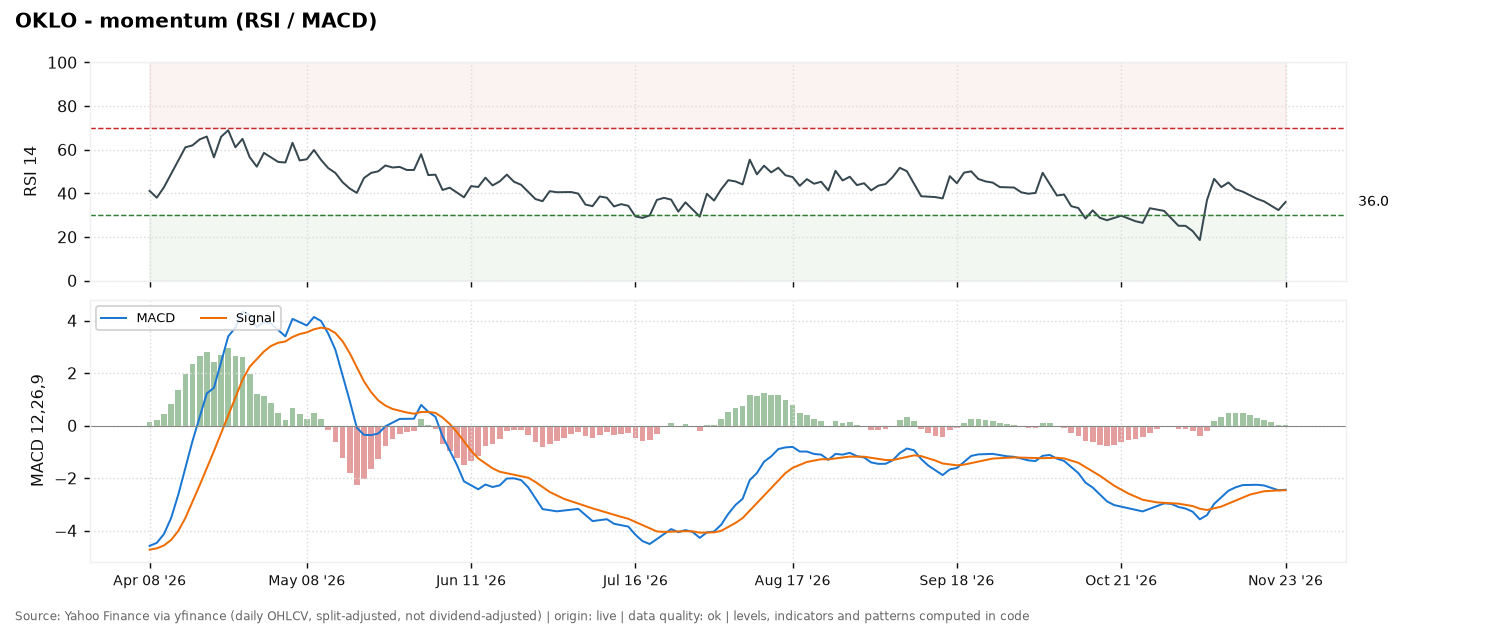 OKLO - momentum (RSI / MACD)
100
80
60
40
20
0
RSI 14
36.0
MACD
Signal
4
2
0
−2
−4
MACD 12,26,9
Apr 08 '26
May 08 '26
Jun 11 '26
Jul 16 '26
Aug 17 '26
Sep 18 '26
Oct 21 '26
Nov 23 '26
Source: Yahoo Finance via yfinance (daily OHLCV, split-adjusted, not dividend-adjusted) | origin: live | data quality: ok | levels, indicators and patterns computed in code